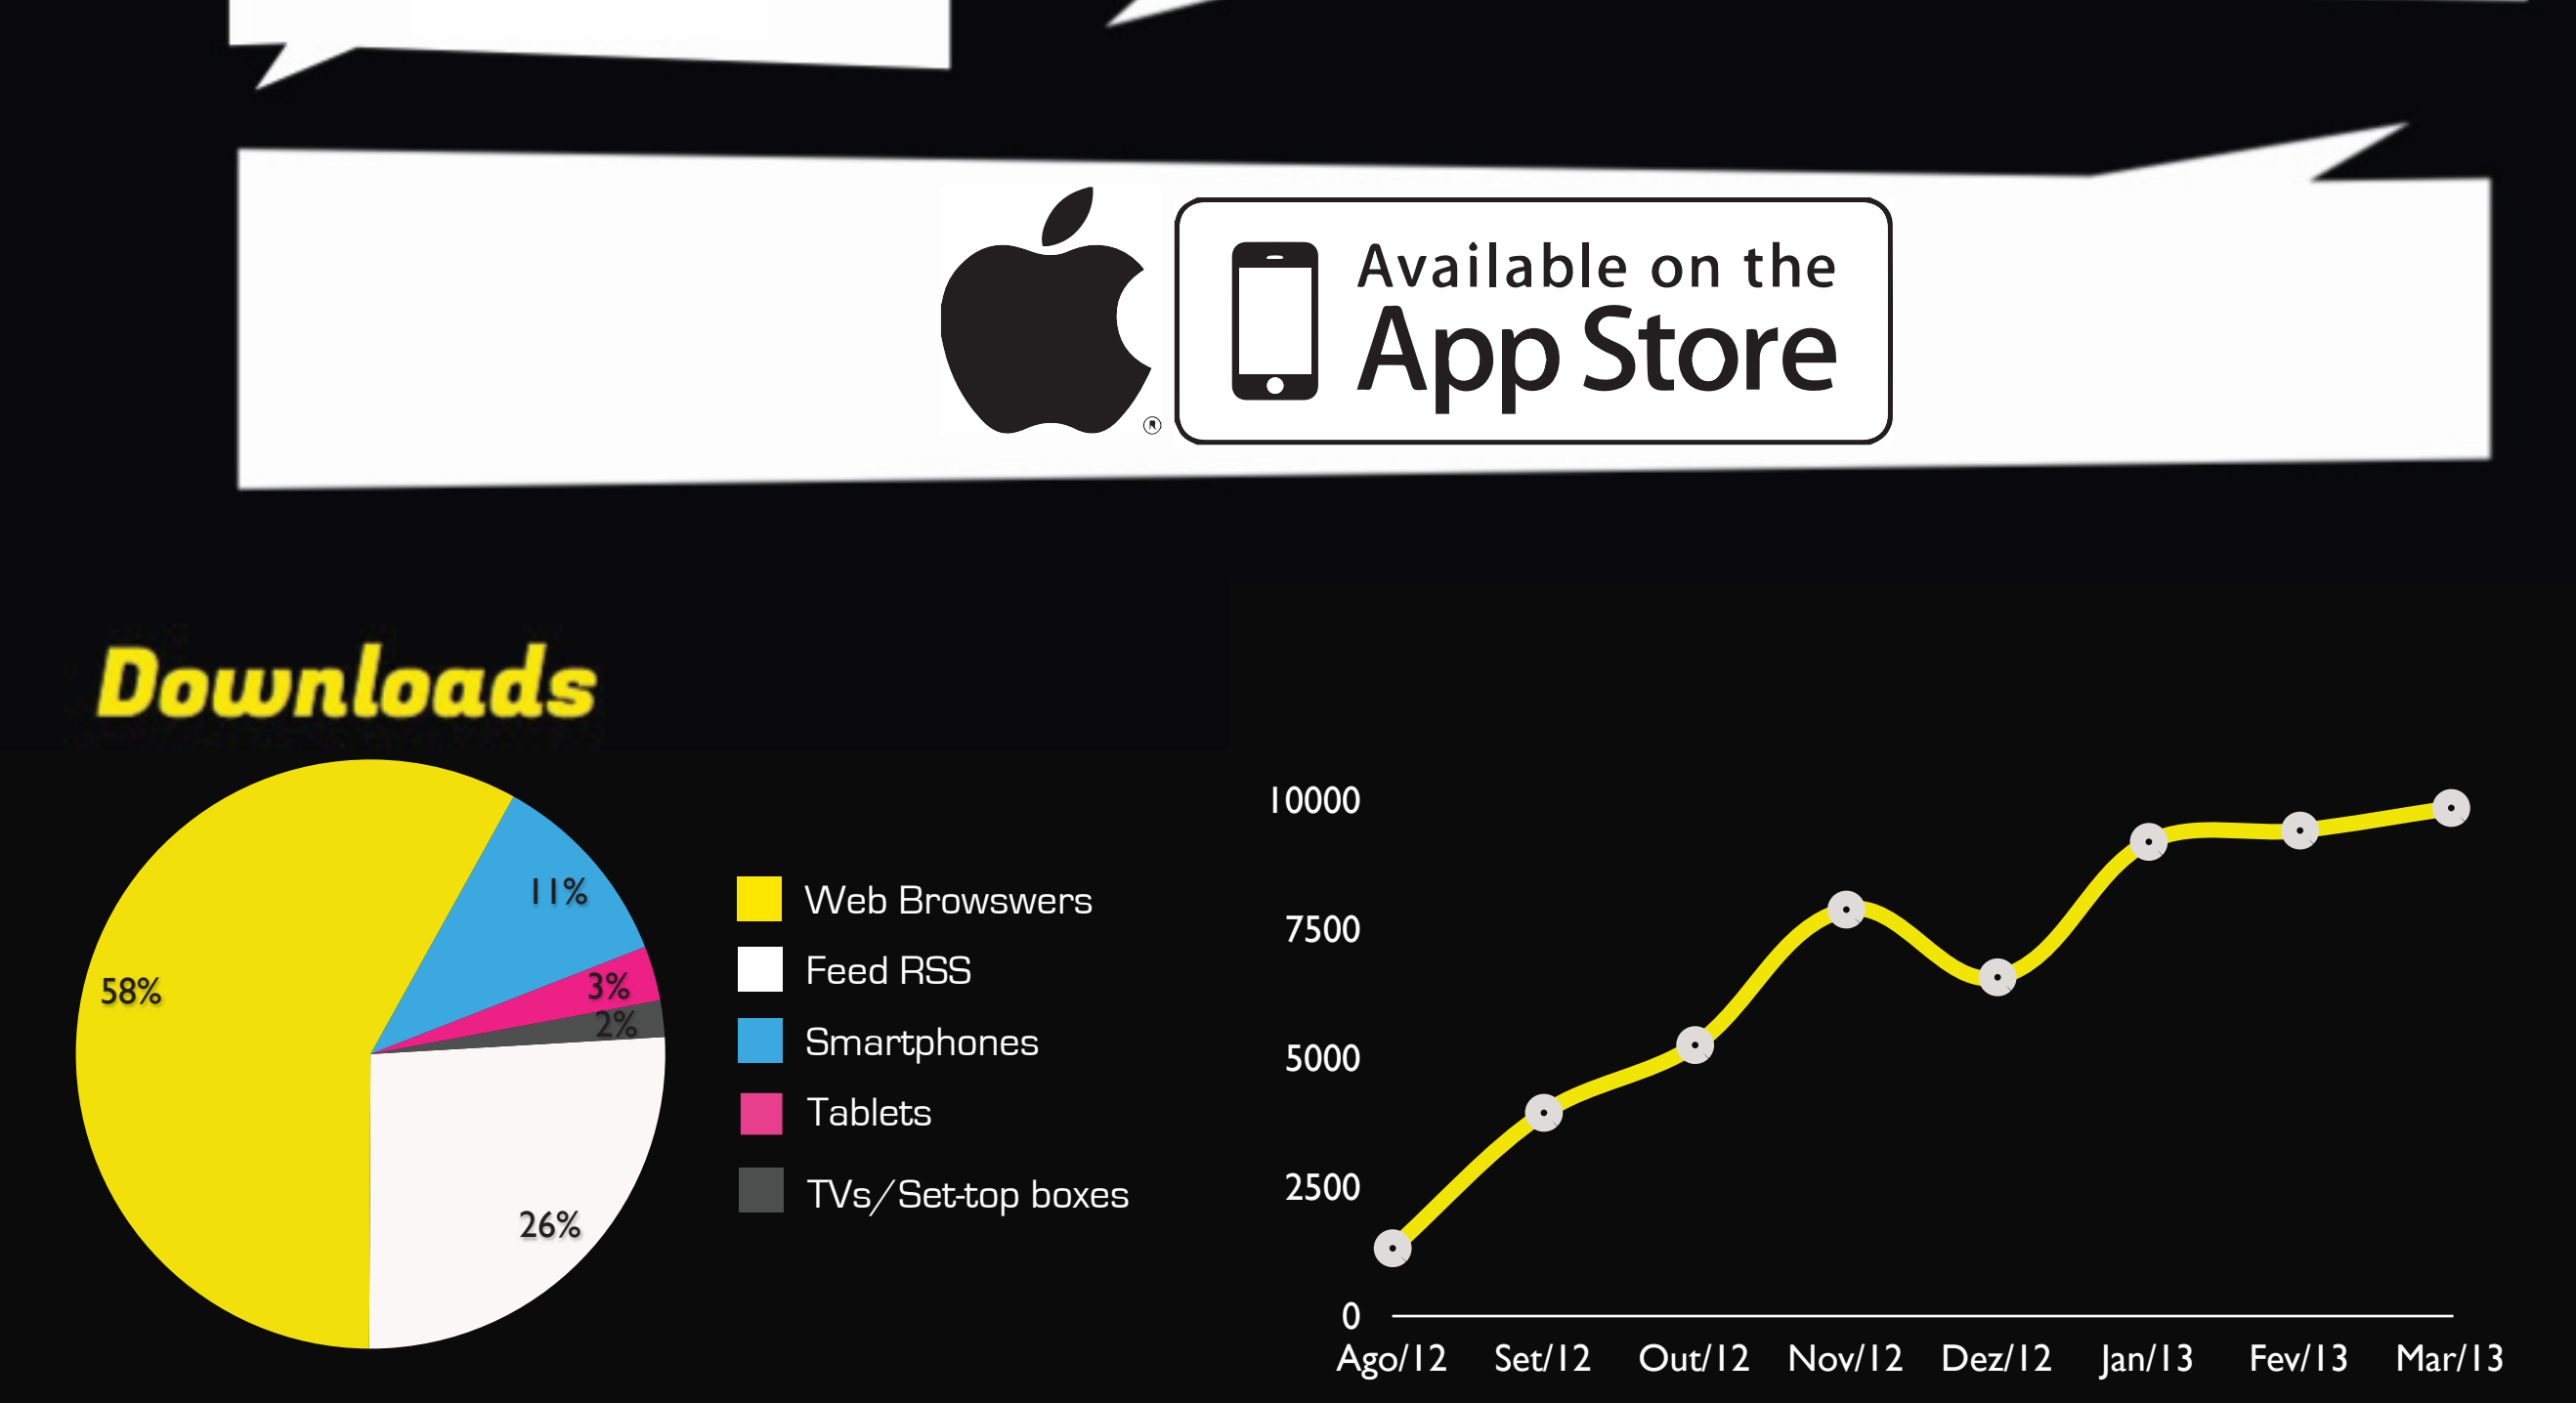 ®
Available on the
App Store
Downloads
58%
11%
3%
2%
26%
Web Browswers
Feed RSS
Smartphones
Tablets
TVs/Set-top boxes
10000
7500
5000
2500
0
Ago/12 Set/12 Out/12 Nov/12 Dez/12 Jan/13 Fev/13 Mar/13